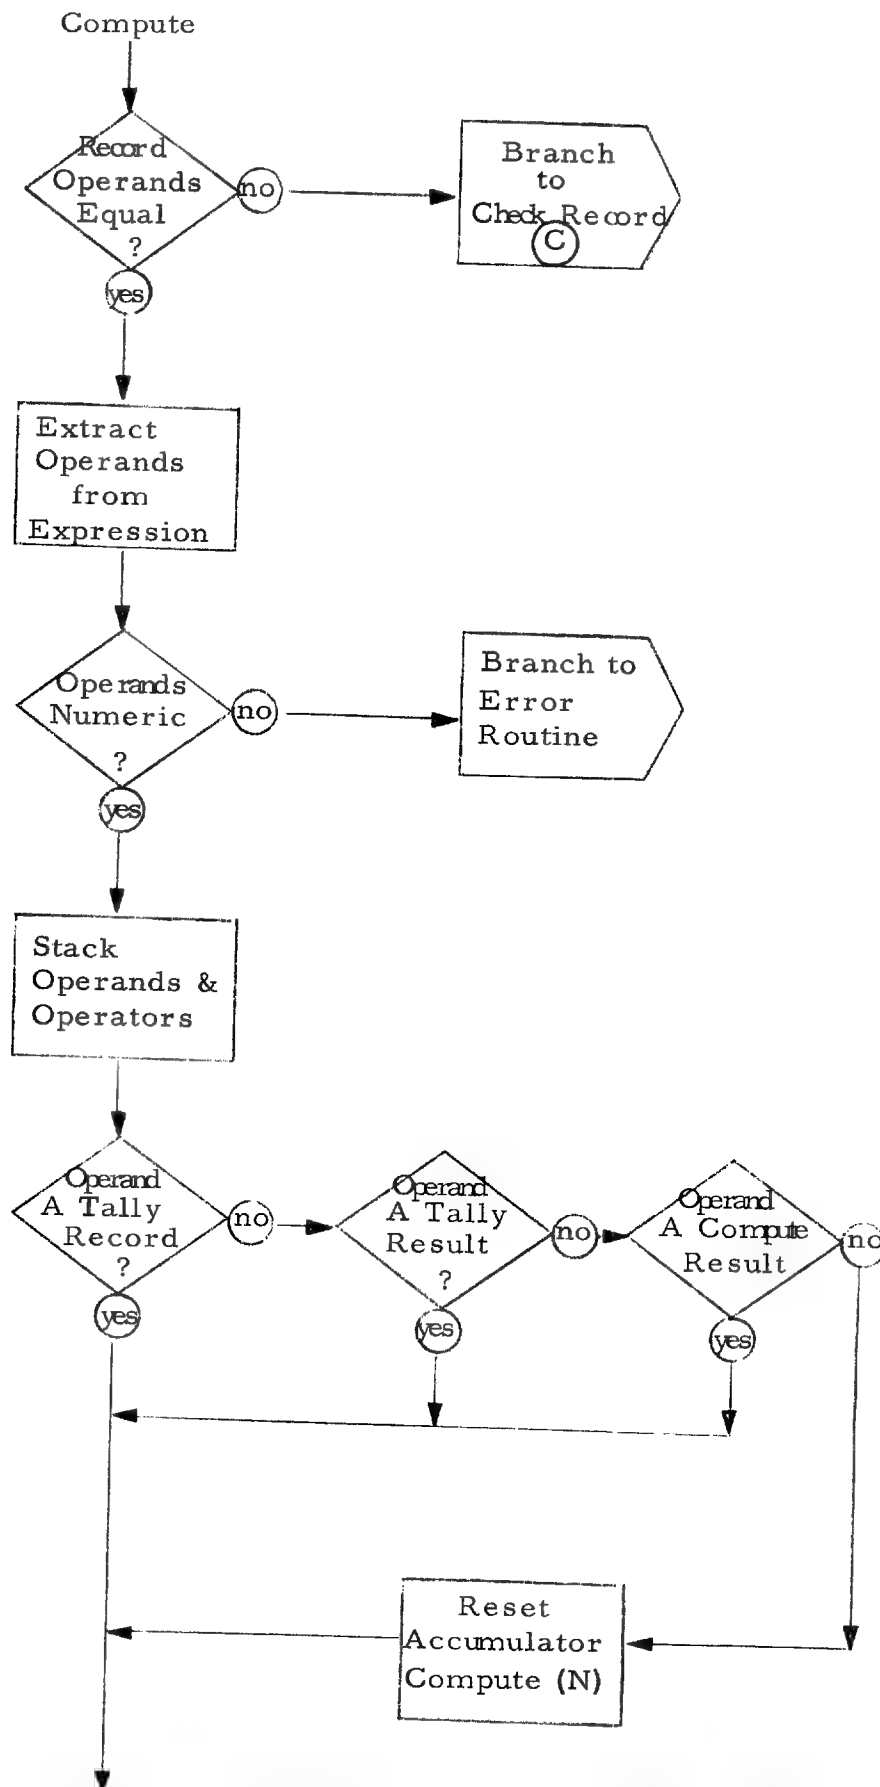 Compute
Record
Operands
Equal
?
no
yes
Branch
to
Check Record
C
Extract
Operands
from
Expression
Operands
Numeric
?
no
yes
Branch to
Error
Routine
Stack
Operands &
Operators
Operand
A Tally
Record
?
no
yes
Operand
A Tally
Result
?
no
yes
Operand
A Compute
Result
no
yes
Reset
Accumulator
Compute (N)